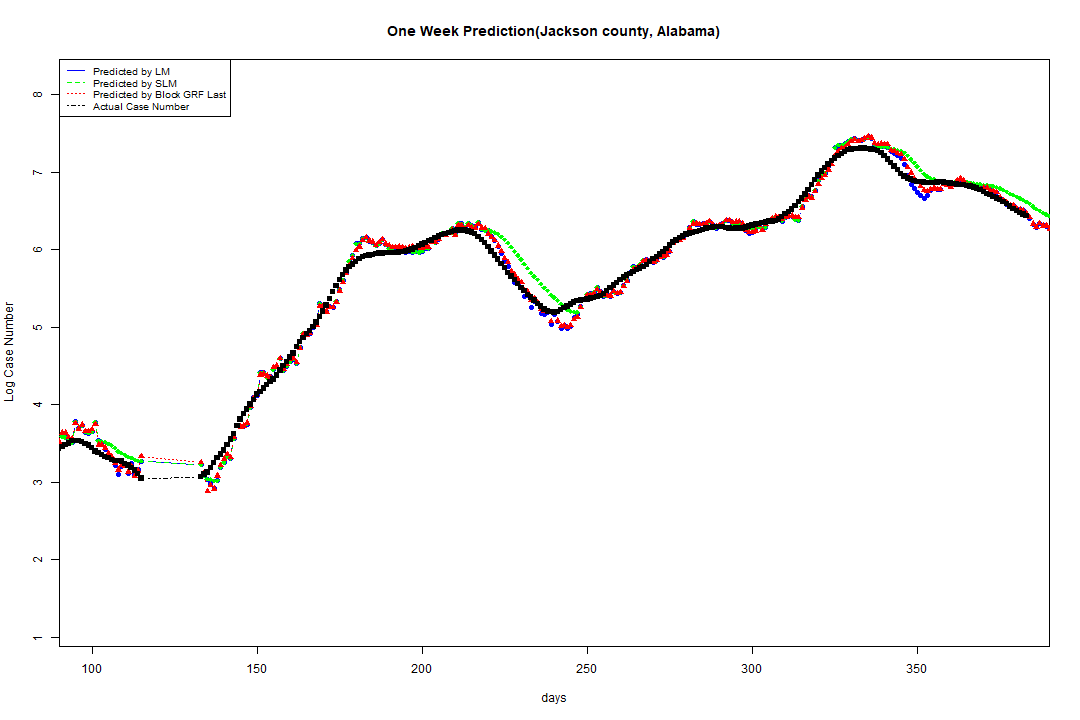 One Week Prediction(Jackson county, Alabama)
Predicted by LM
Predicted by SLM
Predicted by Block GRF Last
Actual Case Number
8
7
6
5
4
3
2
1
Log Case Number
100 150 200 250 300 350
days